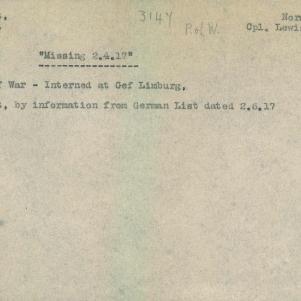 3147 P. of W. Nor
Cpl. Lewi
"Missing 2.4.17"
f War - Interned at Gef Limburg,
t, by information from German List dated 2.6.17